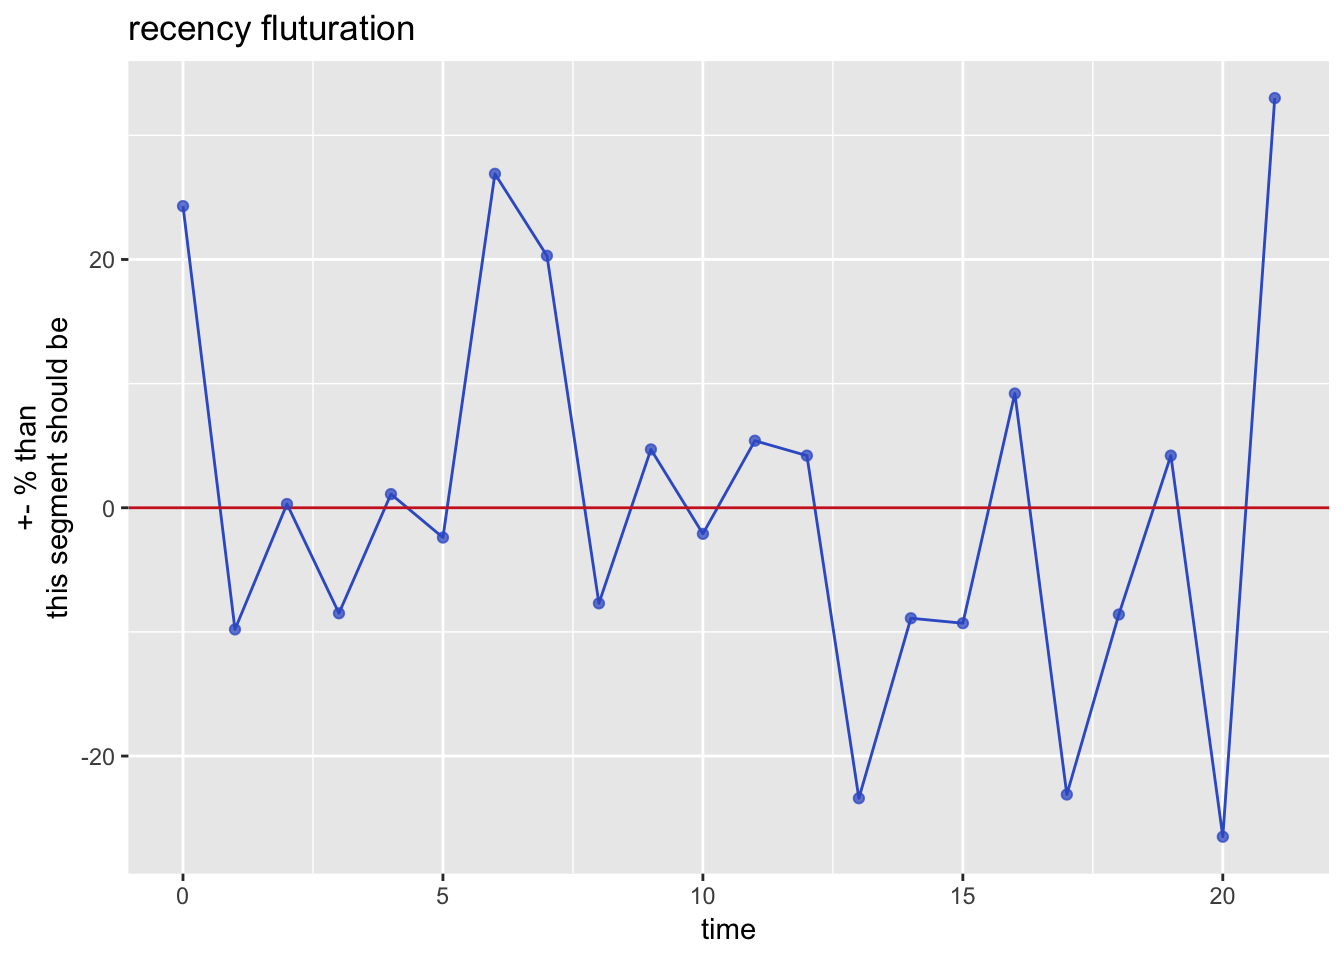 recency fluturation
+- % than
this segment should be
20
0
-20
0
5
10
15
20
time